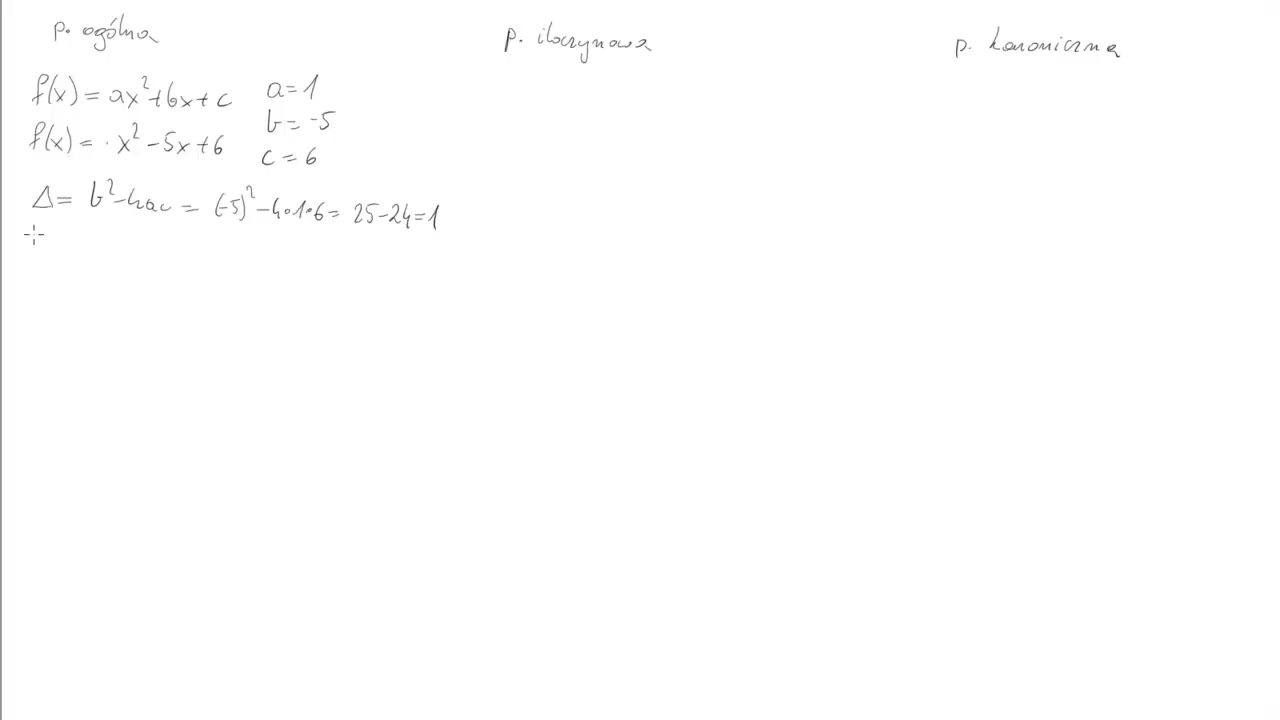 p. ogólna
p. iloczynowa
p. kanoniczna
f(x) = ax²+bx+c
a=1
f(x) = x²-5x+6
b=-5
c=6
Δ= b²-4ac = (-5)²-4•1•6= 25-24=1